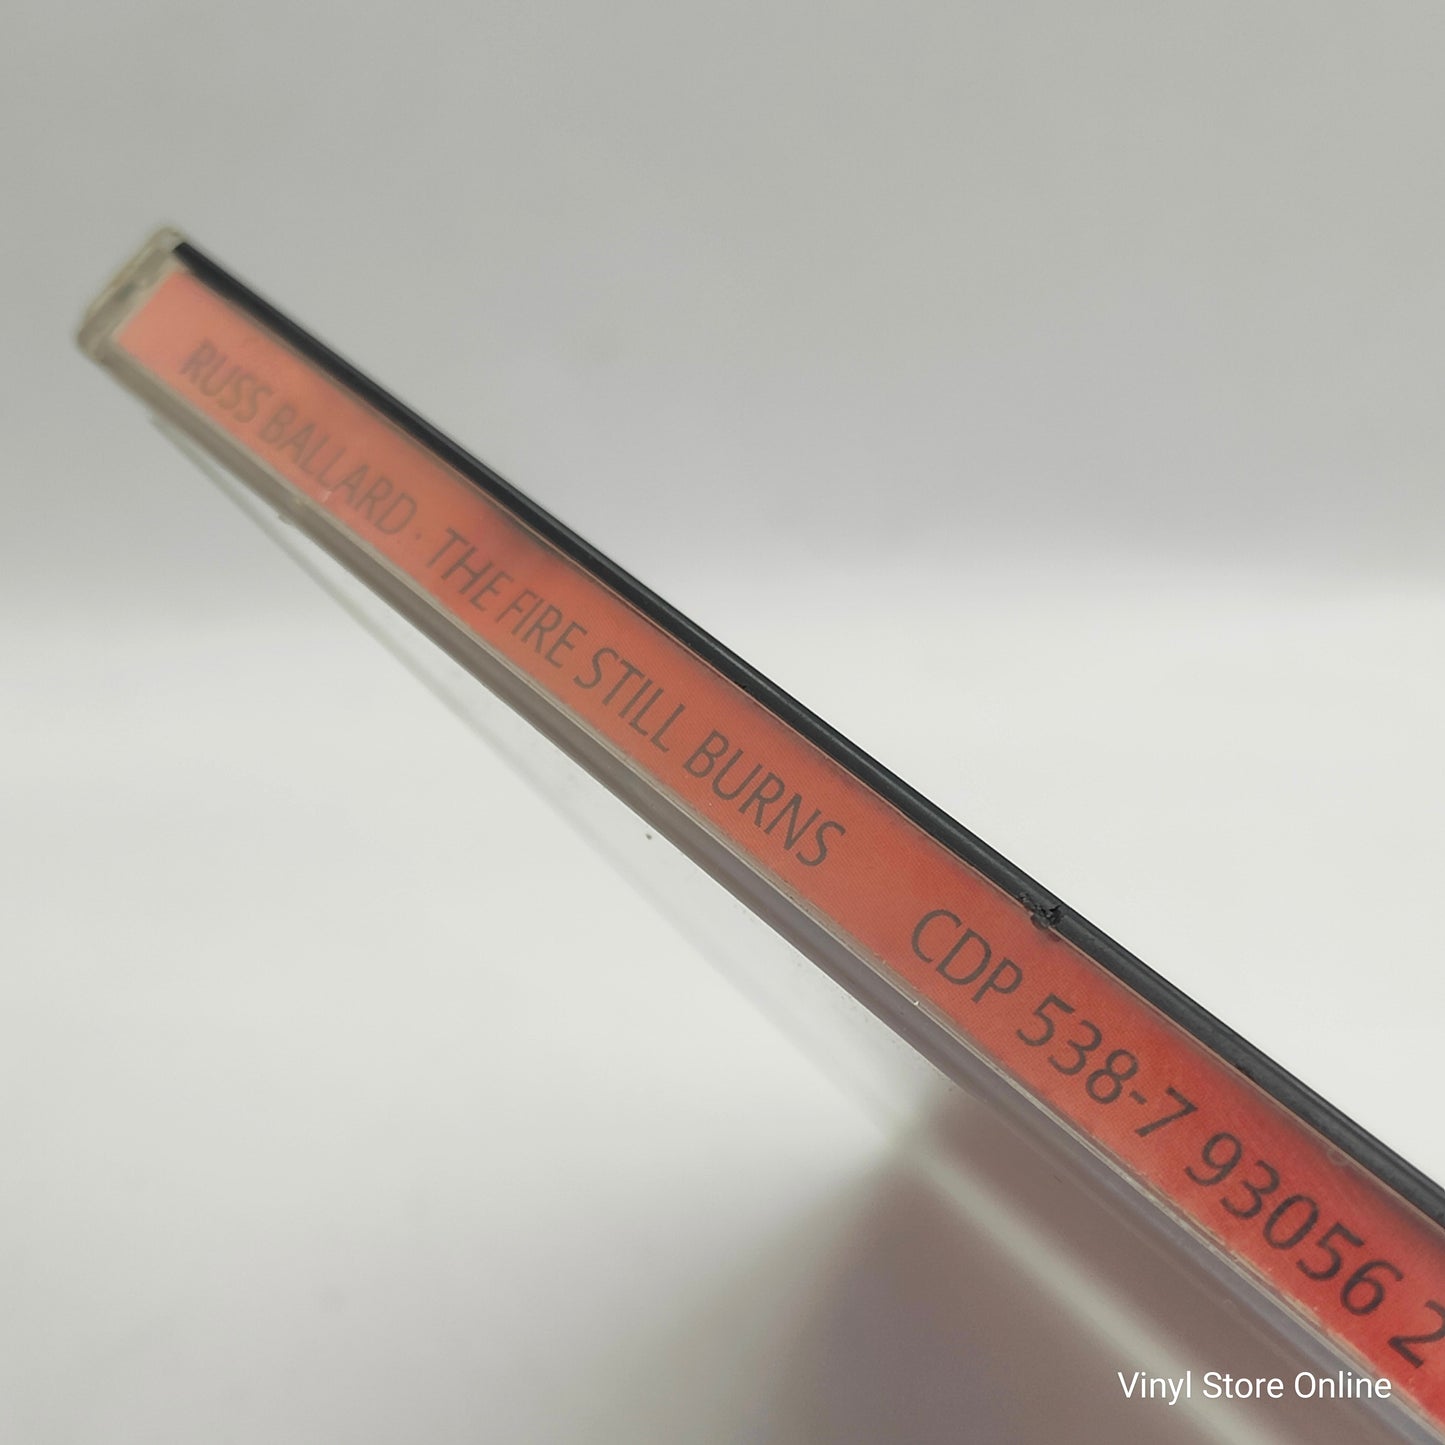 RUSS BALLARD · THE FIRE STILL BURNS CDP 538-7 93056 2
Vinyl Store Online